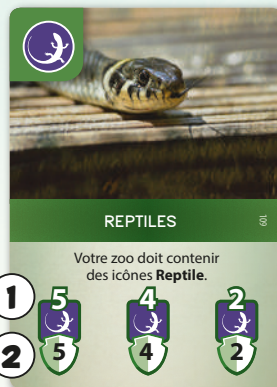 109
REPTILES
Votre zoo doit contenir
des icônes Reptile.
1 5 4 2
2 5 4 2